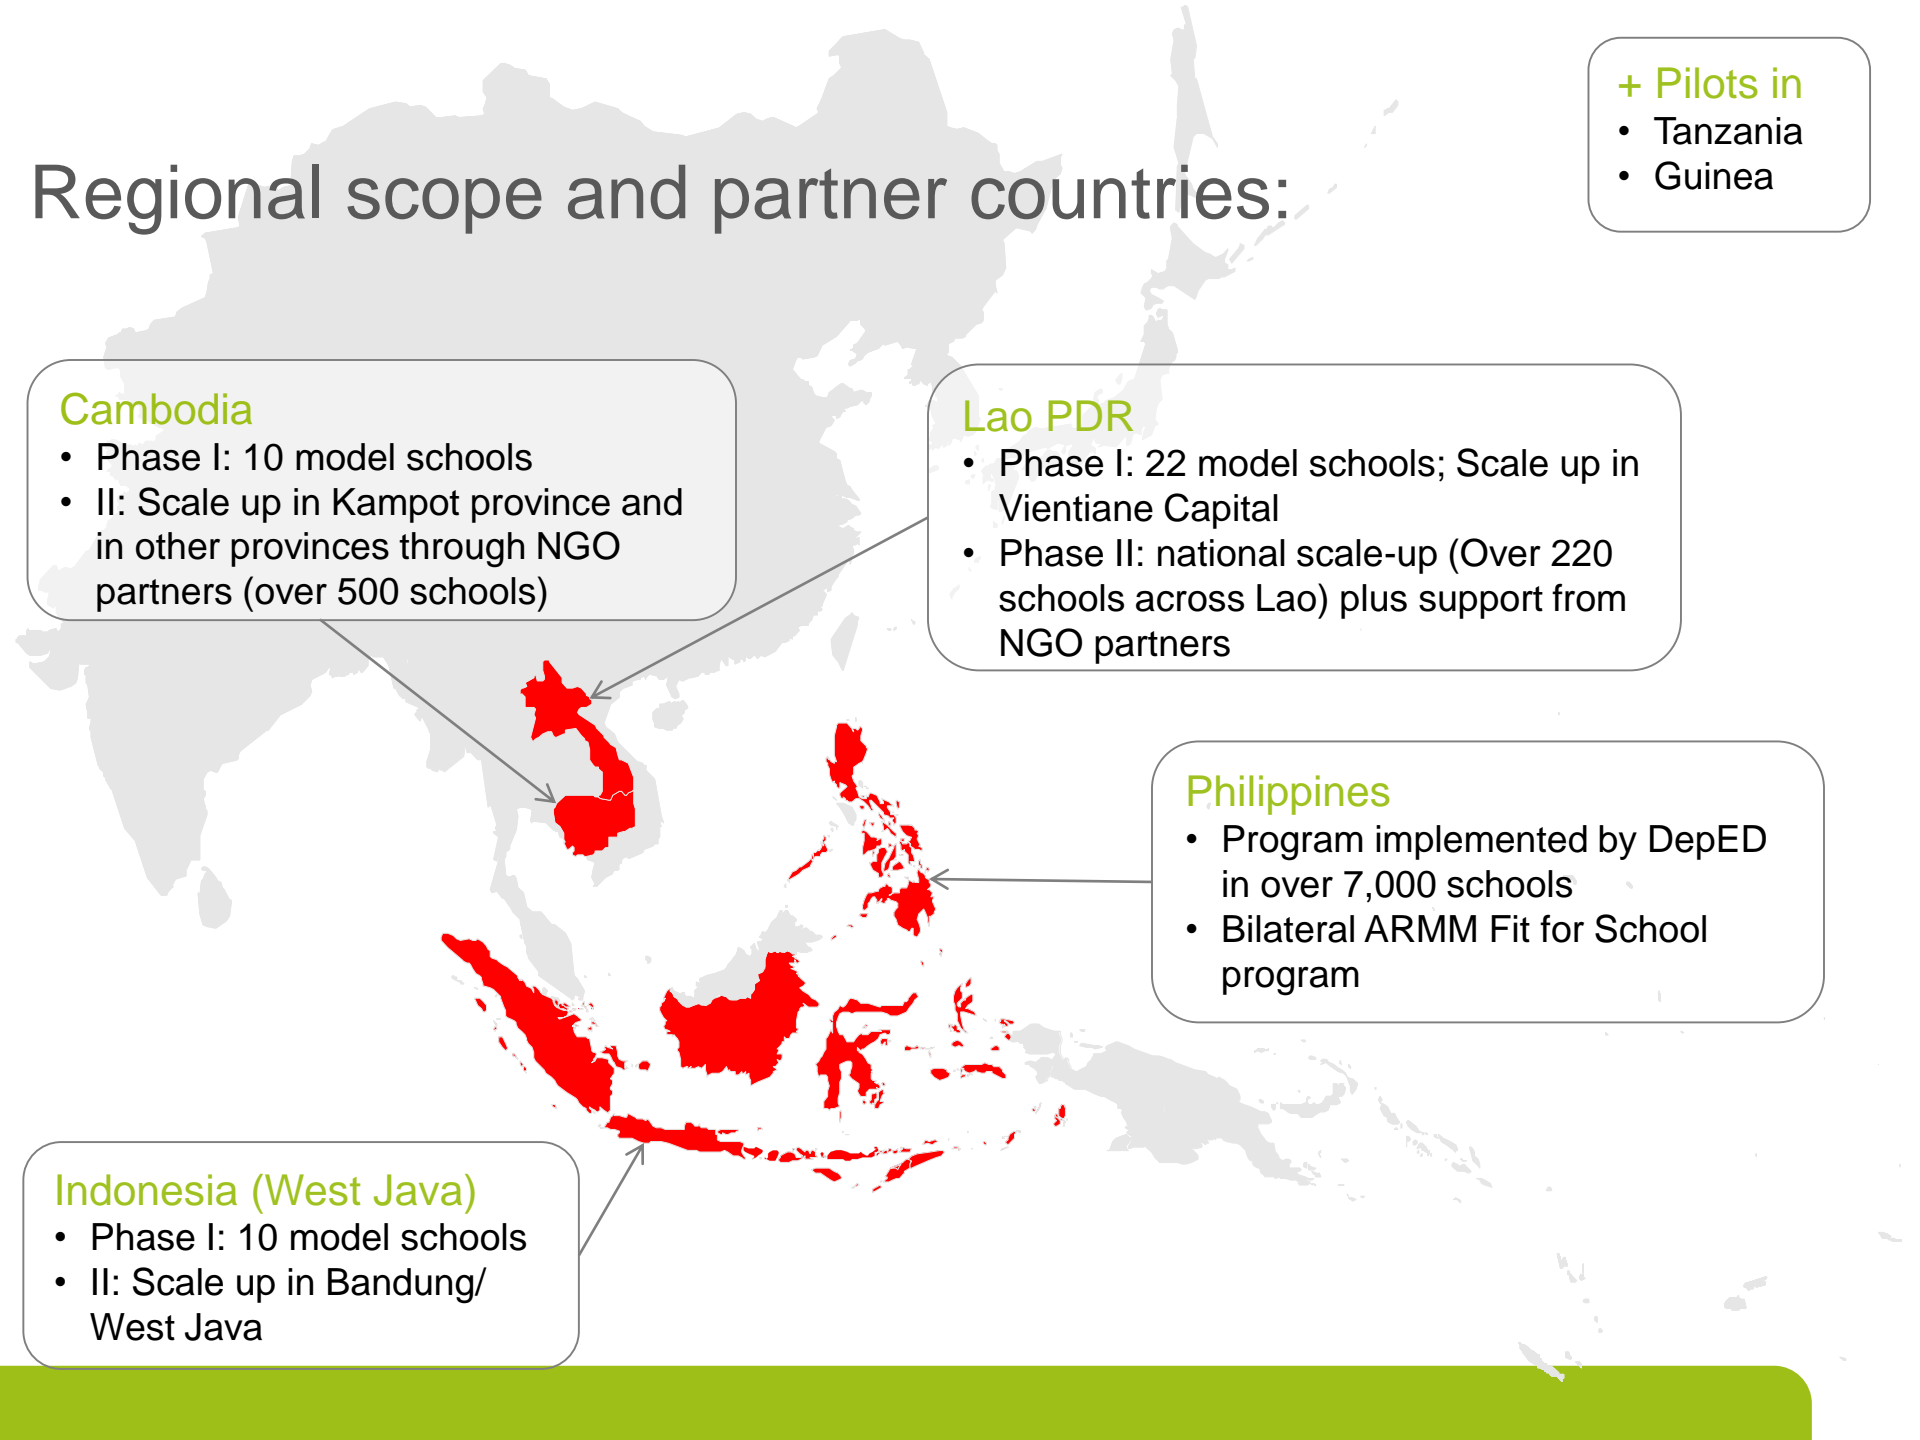 + Pilots in
• Tanzania
• Guinea
Regional scope and partner countries:
Cambodia
• Phase I: 10 model schools
• II: Scale up in Kampot province and
in other provinces through NGO
partners (over 500 schools)
Lao PDR
• Phase I: 22 model schools; Scale up in
Vientiane Capital
• Phase II: national scale-up (Over 220
schools across Lao) plus support from
NGO partners
Philippines
• Program implemented by DepED
in over 7,000 schools
• Bilateral ARMM Fit for School
program
Indonesia (West Java)
• Phase I: 10 model schools
• II: Scale up in Bandung/
West Java